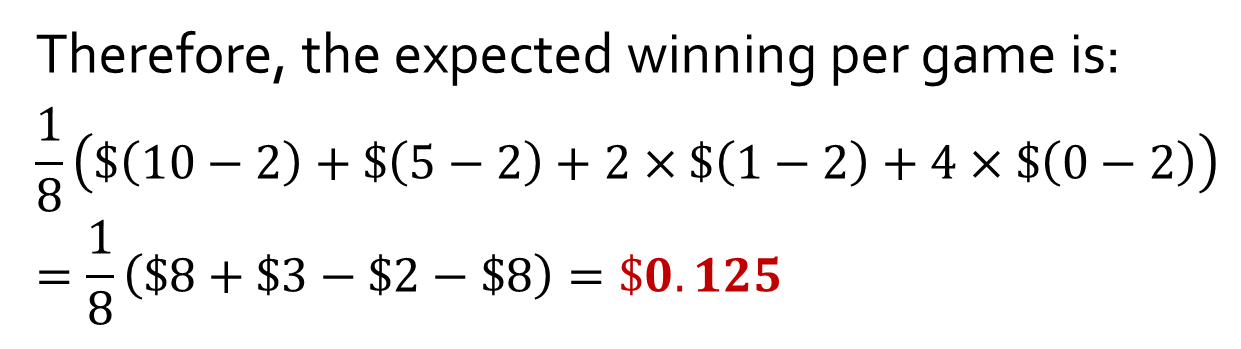 Therefore, the expected winning per game is:
1/8 ($(10 − 2) + $(5 − 2) + 2 × $(1 − 2) + 4 × $(0 − 2))
= 1/8 ($8 + $3 − $2 − $8) = $0.125